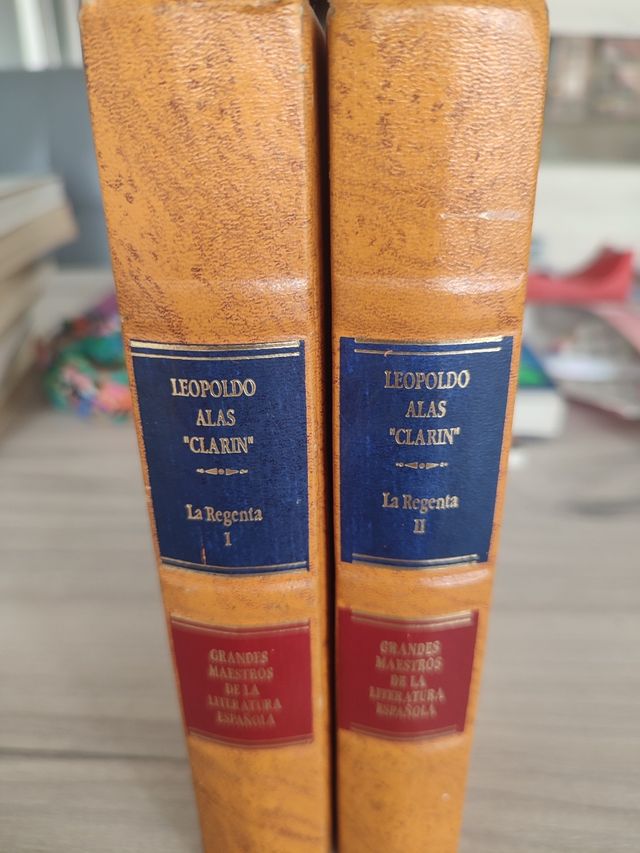 LEOPOLDO
ALAS
"CLARIN"
La Regenta
I
GRANDES
MAESTROS
DE LA
LITERATURA
ESPAÑOLA
LEOPOLDO
ALAS
"CLARIN"
La Regenta
II
GRANDES
MAESTROS
DE LA
LITERATURA
ESPAÑOLA